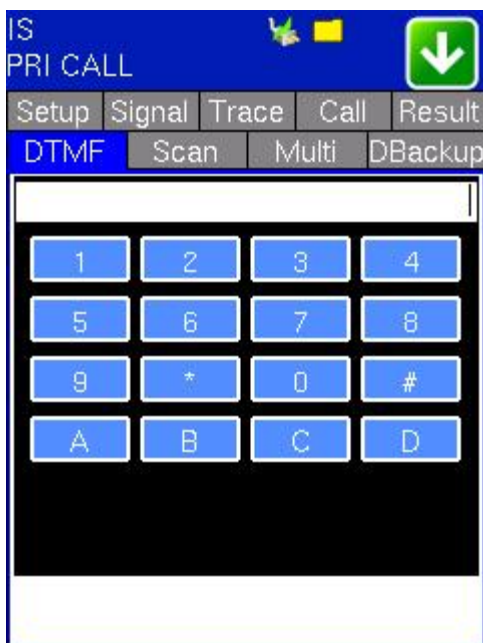 IS
PRI CALL
Setup Signal Trace Call Result
DTMF Scan Multi DBackup
1 2 3 4
5 6 7 8
9 * 0 #
A B C D